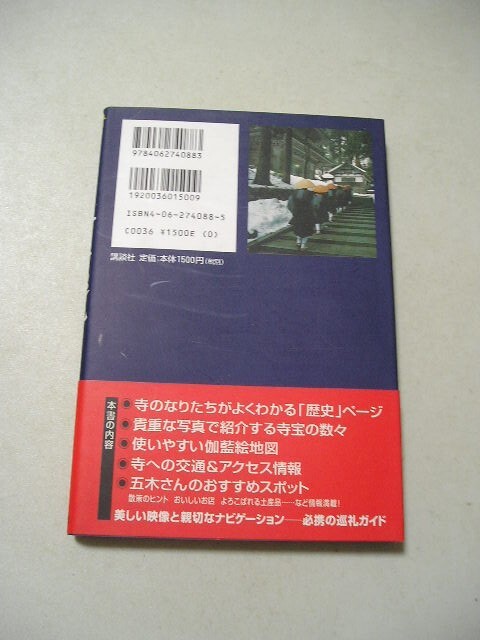 9784062740883
1920036015009
ISBN4-06-274088-5
C0036 ¥1500E (0)
講談社 定価:本体1500円(税別)
本書の内容
●寺のなりたちがよくわかる「歴史」ページ
●貴重な写真で紹介する寺宝の数々
●使いやすい伽藍絵地図
●寺への交通&アクセス情報
●五木さんのおすすめスポット
散策のヒント おいしいお店 よろこばれる土産品……など情報満載!
美しい映像と親切なナビゲーション――必携の巡礼ガイド